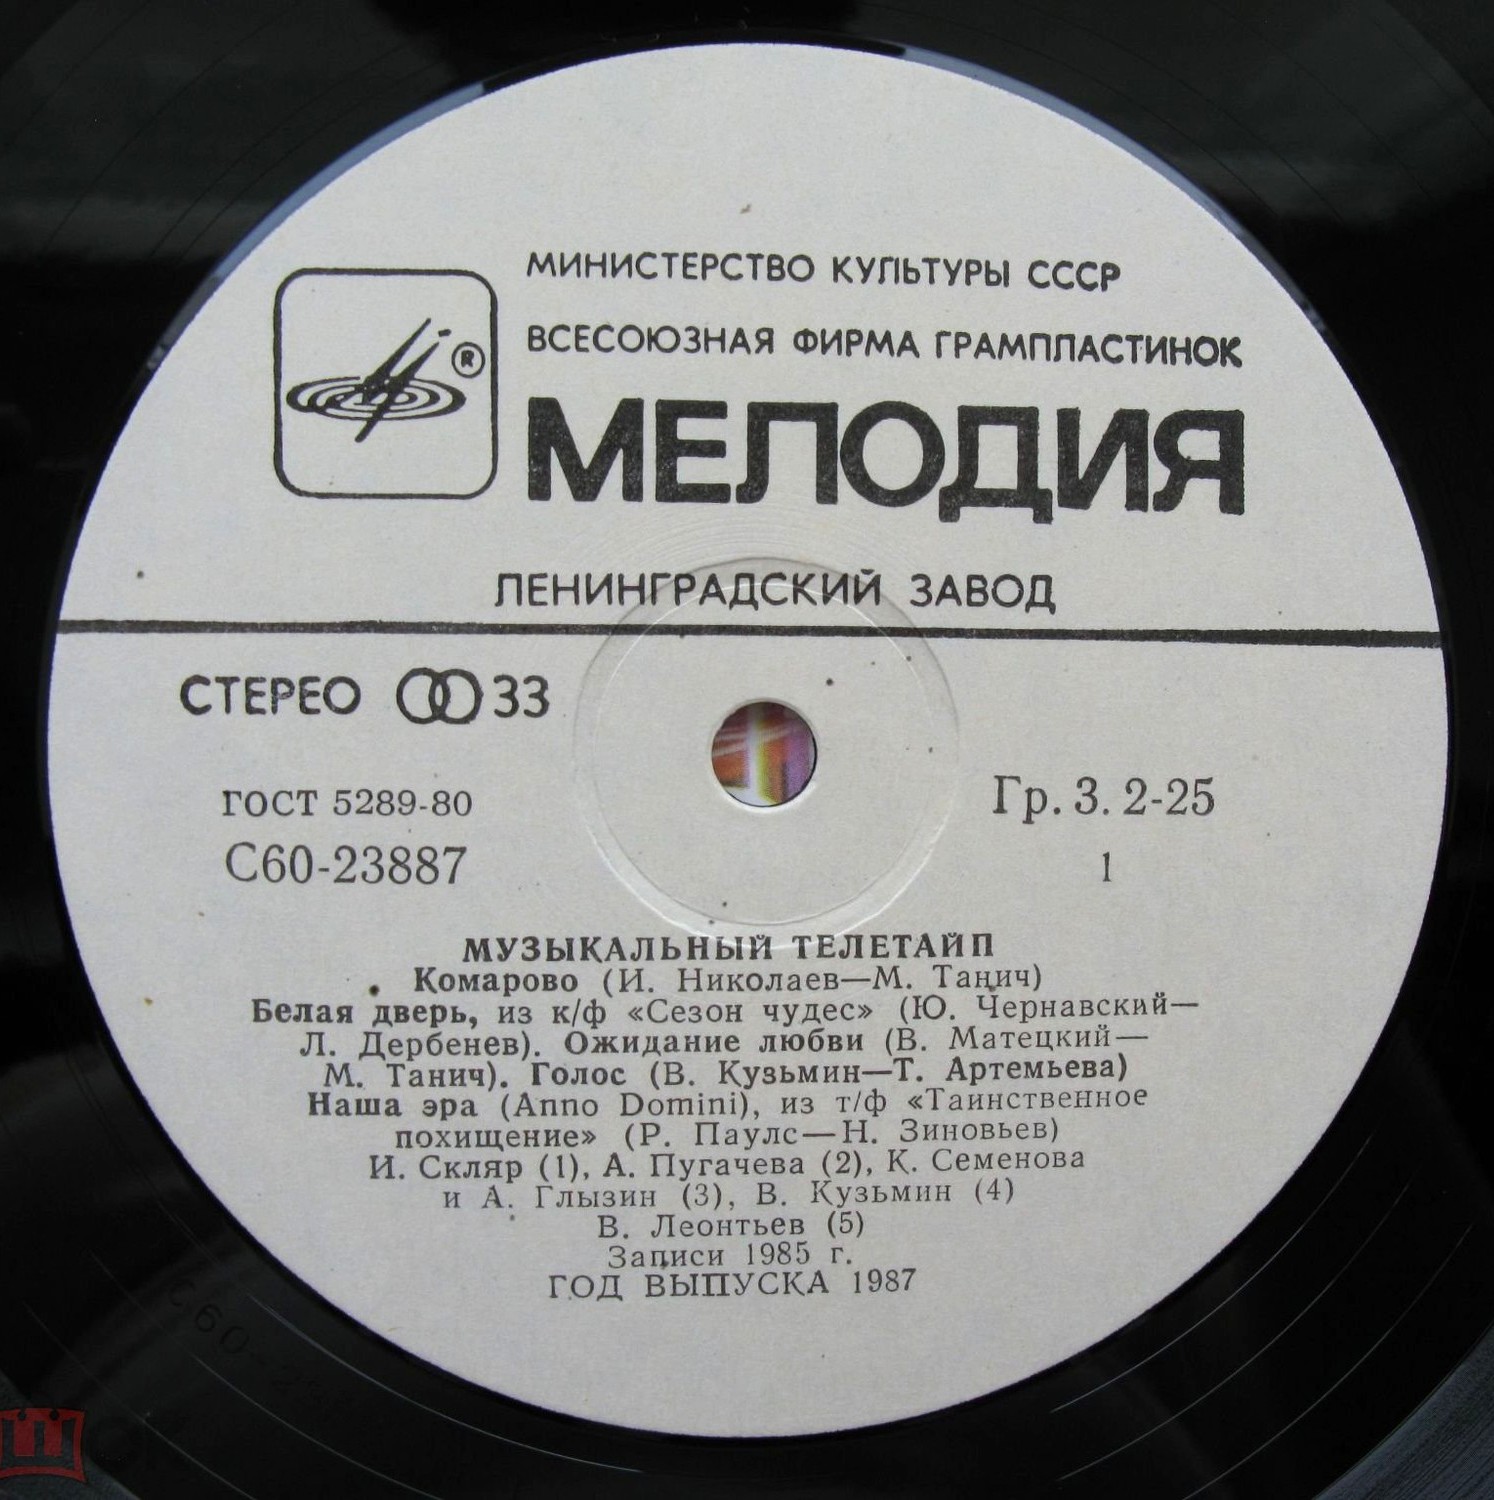 МИНИСТЕРСТВО КУЛЬТУРЫ СССР
ВСЕСОЮЗНАЯ ФИРМА ГРАМПЛАСТИНОК
®
МЕЛОДИЯ
ЛЕНИНГРАДСКИЙ ЗАВОД
СТЕРЕО 33
ГОСТ 5289-80
Гр. 3. 2-25
С60-23887
1
МУЗЫКАЛЬНЫЙ ТЕЛЕТАЙП
Комарово (И. Николаев—М. Танич)
Белая дверь, из к/ф «Сезон чудес» (Ю. Чернавский—
Л. Дербенев). Ожидание любви (В. Матецкий—
М. Танич). Голос (В. Кузьмин—Т. Артемьева)
Наша эра (Anno Domini), из т/ф «Таинственное
похищение» (Р. Паулс—Н. Зиновьев)
И. Скляр (1), А. Пугачева (2), К. Семенова
и А. Глызин (3), В. Кузьмин (4)
В. Леонтьев (5)
Записи 1985 г.
ГОД ВЫПУСКА 1987